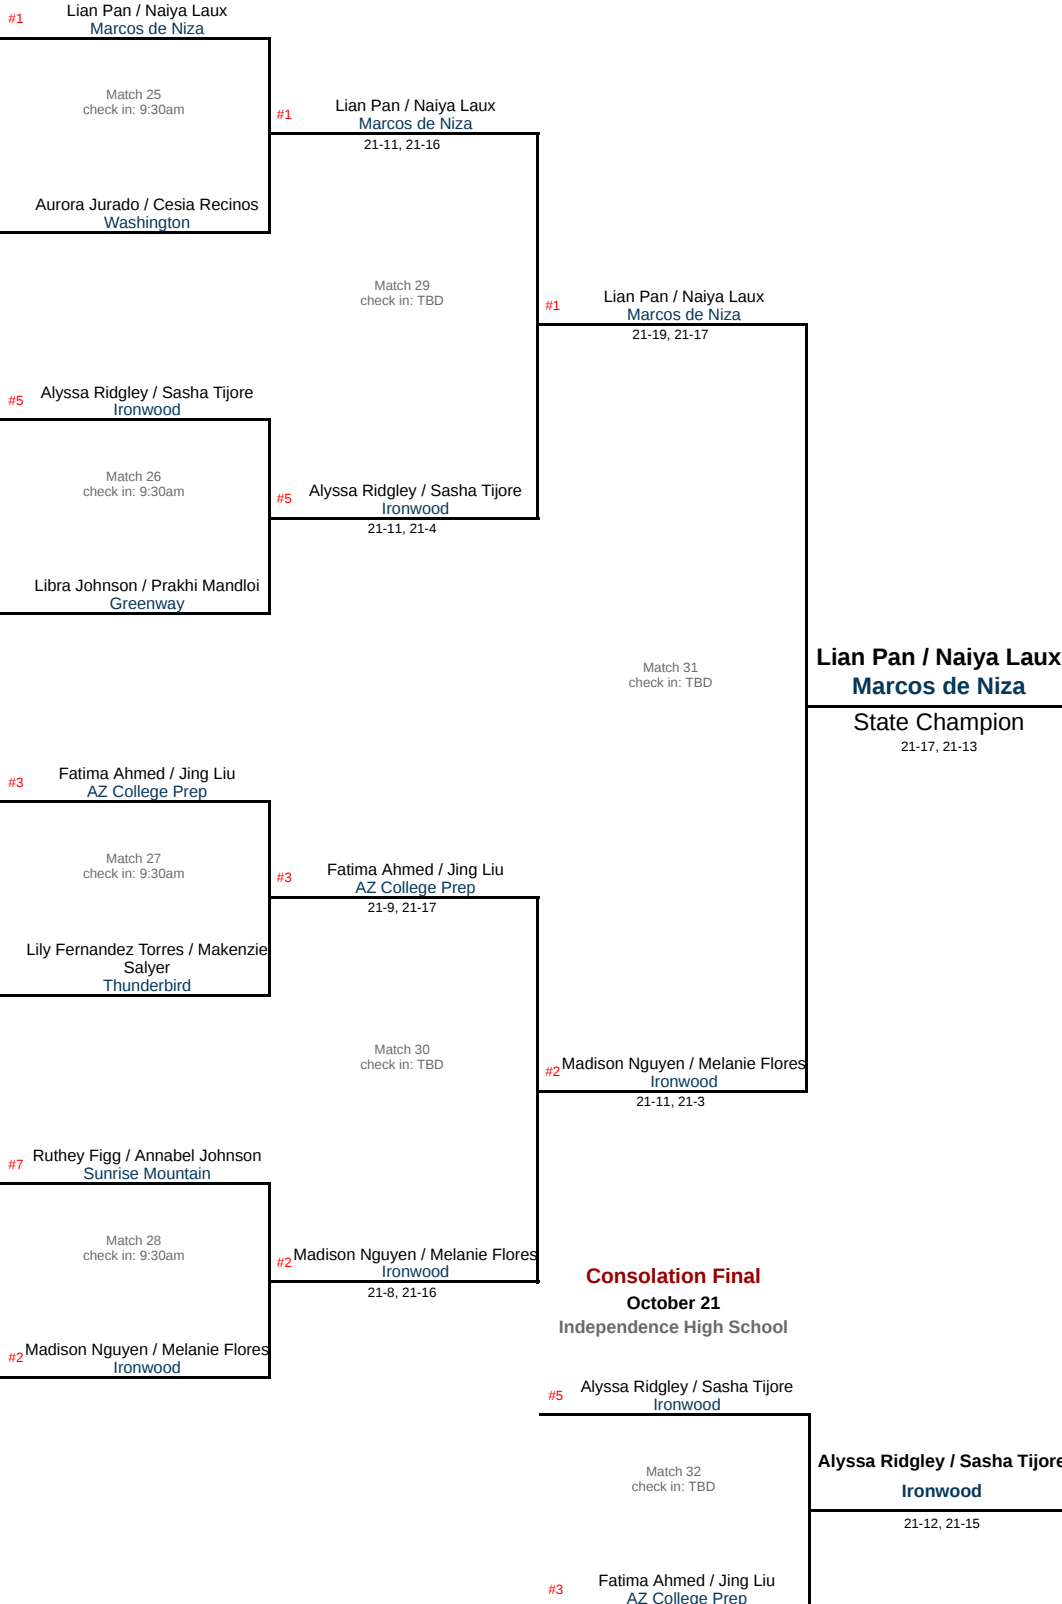 #1
Lian Pan / Naiya Laux
Marcos de Niza
Match 25
check in: 9:30am
#1
Lian Pan / Naiya Laux
Marcos de Niza
21-11, 21-16
Aurora Jurado / Cesia Recinos
Washington
Match 29
check in: TBD
#1
Lian Pan / Naiya Laux
Marcos de Niza
21-19, 21-17
#5
Alyssa Ridgley / Sasha Tijore
Ironwood
Match 26
check in: 9:30am
#5
Alyssa Ridgley / Sasha Tijore
Ironwood
21-11, 21-4
Libra Johnson / Prakhi Mandloi
Greenway
Match 31
check in: TBD
Lian Pan / Naiya Laux
Marcos de Niza
State Champion
21-17, 21-13
#3
Fatima Ahmed / Jing Liu
AZ College Prep
Match 27
check in: 9:30am
#3
Fatima Ahmed / Jing Liu
AZ College Prep
21-9, 21-17
Lily Fernandez Torres / Makenzie
Salyer
Thunderbird
Match 30
check in: TBD
#2
Madison Nguyen / Melanie Flores
Ironwood
21-11, 21-3
#7
Ruthey Figg / Annabel Johnson
Sunrise Mountain
Match 28
check in: 9:30am
#2
Madison Nguyen / Melanie Flores
Ironwood
21-8, 21-16
#2
Madison Nguyen / Melanie Flores
Ironwood
Consolation Final
October 21
Independence High School
#5
Alyssa Ridgley / Sasha Tijore
Ironwood
Match 32
check in: TBD
Alyssa Ridgley / Sasha Tijore
Ironwood
21-12, 21-15
#3
Fatima Ahmed / Jing Liu
AZ College Prep